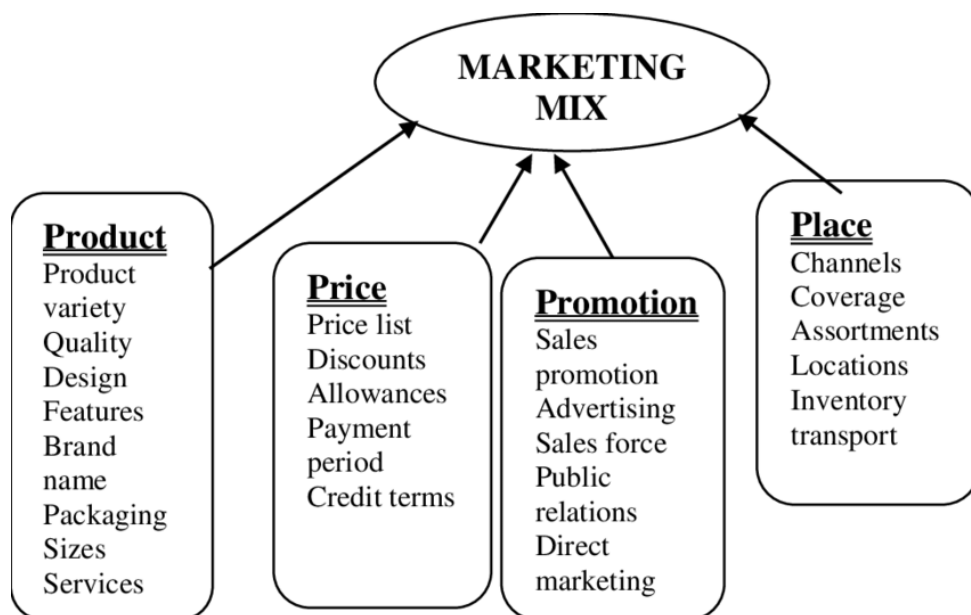 MARKETING
MIX
Product
Product
variety
Quality
Design
Features
Brand
name
Packaging
Sizes
Services
Price
Price list
Discounts
Allowances
Payment
period
Credit terms
Promotion
Sales
promotion
Advertising
Sales force
Public
relations
Direct
marketing
Place
Channels
Coverage
Assortments
Locations
Inventory
transport